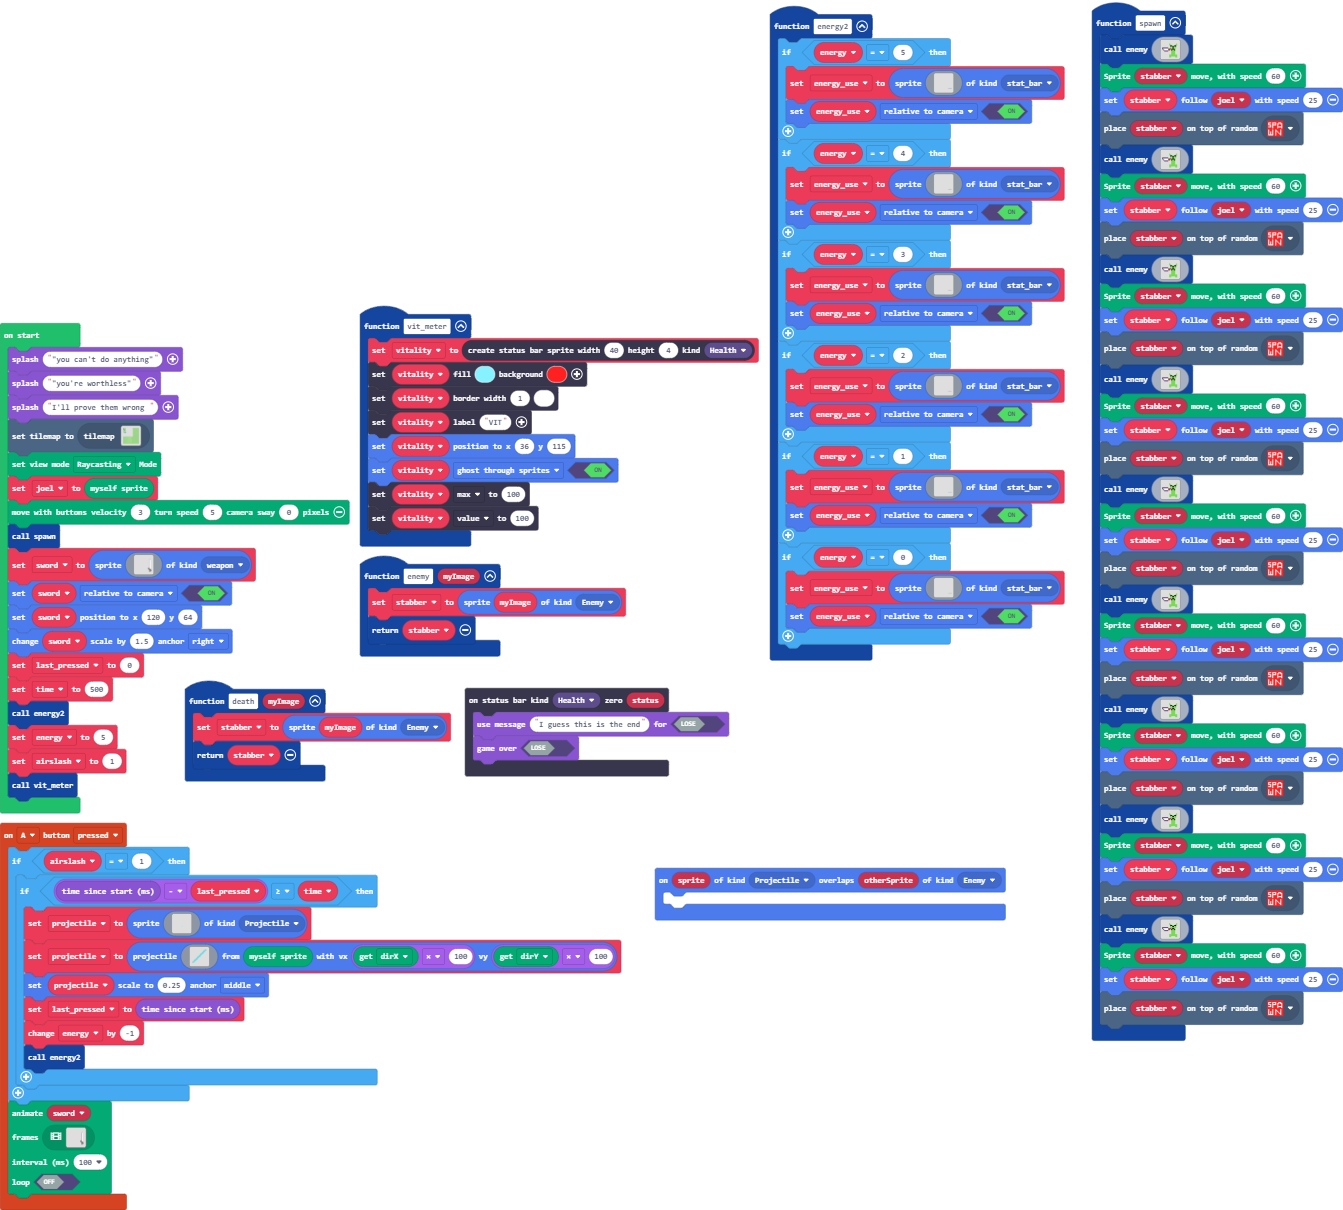 on start
splash "you can't do anything"
splash "you're worthless"
splash "I'll prove them wrong
set tilemap to tilemap
set view mode Raycasting Mode
set joel to myself sprite
move with buttons velocity 3 turn speed 5 camera sway 0 pixels
call spawn
set sword to sprite of kind weapon
set sword relative to camera ON
set sword position to x 120 y 64
change sword scale by 1.5 anchor right
set last_pressed to 0
set time to 500
call energy2
set energy to 5
set airslash to 1
call vit_meter
on A button pressed
if airslash = 1 then
if time since start (ms) - last_pressed ≥ time then
set projectile to sprite of kind Projectile
set projectile to projectile from myself sprite with vx get dirX × 100 vy get dirY × 100
set projectile scale to 0.25 anchor middle
set last_pressed to time since start (ms)
change energy by -1
call energy2
animate sword
frames
interval (ms) 100
loop OFF
function vit_meter
set vitality to create status bar sprite width 40 height 4 kind Health
set vitality fill background
set vitality border width 1
set vitality label "VIT"
set vitality position to x 36 y 115
set vitality ghost through sprites ON
set vitality max to 100
set vitality value to 100
function enemy myImage
set stabber to sprite myImage of kind Enemy
return stabber
function death myImage
set stabber to sprite myImage of kind Enemy
return stabber
on status bar kind Health zero status
use message "I guess this is the end" for LOSE
game over LOSE
on sprite of kind Projectile overlaps otherSprite of kind Enemy
function energy2
if energy = 5 then
set energy_use to sprite of kind stat_bar
set energy_use relative to camera ON
if energy = 4 then
set energy_use to sprite of kind stat_bar
set energy_use relative to camera ON
if energy = 3 then
set energy_use to sprite of kind stat_bar
set energy_use relative to camera ON
if energy = 2 then
set energy_use to sprite of kind stat_bar
set energy_use relative to camera ON
if energy = 1 then
set energy_use to sprite of kind stat_bar
set energy_use relative to camera ON
if energy = 0 then
set energy_use to sprite of kind stat_bar
set energy_use relative to camera ON
function spawn
call enemy
Sprite stabber move, with speed 60
set stabber follow joel with speed 25
place stabber on top of random SPAWN
call enemy
Sprite stabber move, with speed 60
set stabber follow joel with speed 25
place stabber on top of random SPAWN
call enemy
Sprite stabber move, with speed 60
set stabber follow joel with speed 25
place stabber on top of random SPAWN
call enemy
Sprite stabber move, with speed 60
set stabber follow joel with speed 25
place stabber on top of random SPAWN
call enemy
Sprite stabber move, with speed 60
set stabber follow joel with speed 25
place stabber on top of random SPAWN
call enemy
Sprite stabber move, with speed 60
set stabber follow joel with speed 25
place stabber on top of random SPAWN
call enemy
Sprite stabber move, with speed 60
set stabber follow joel with speed 25
place stabber on top of random SPAWN
call enemy
Sprite stabber move, with speed 60
set stabber follow joel with speed 25
place stabber on top of random SPAWN
call enemy
Sprite stabber move, with speed 60
set stabber follow joel with speed 25
place stabber on top of random SPAWN